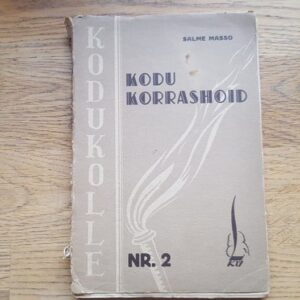 SALME MASSO
KODU
KORRASHOID
KODUKOLLE
NR. 2